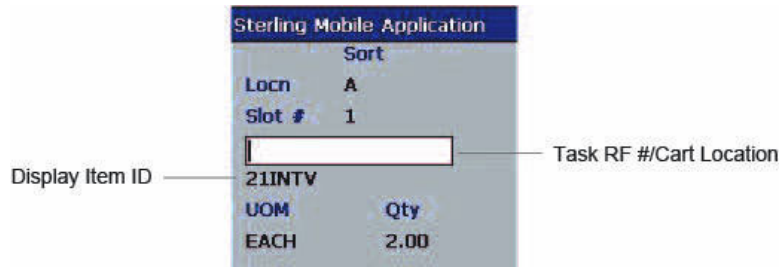 Sterling Mobile Application
Sort
Locn A
Slot # 1
Task RF #/Cart Location
Display Item ID
21INTV
UOM Qty
EACH 2.00